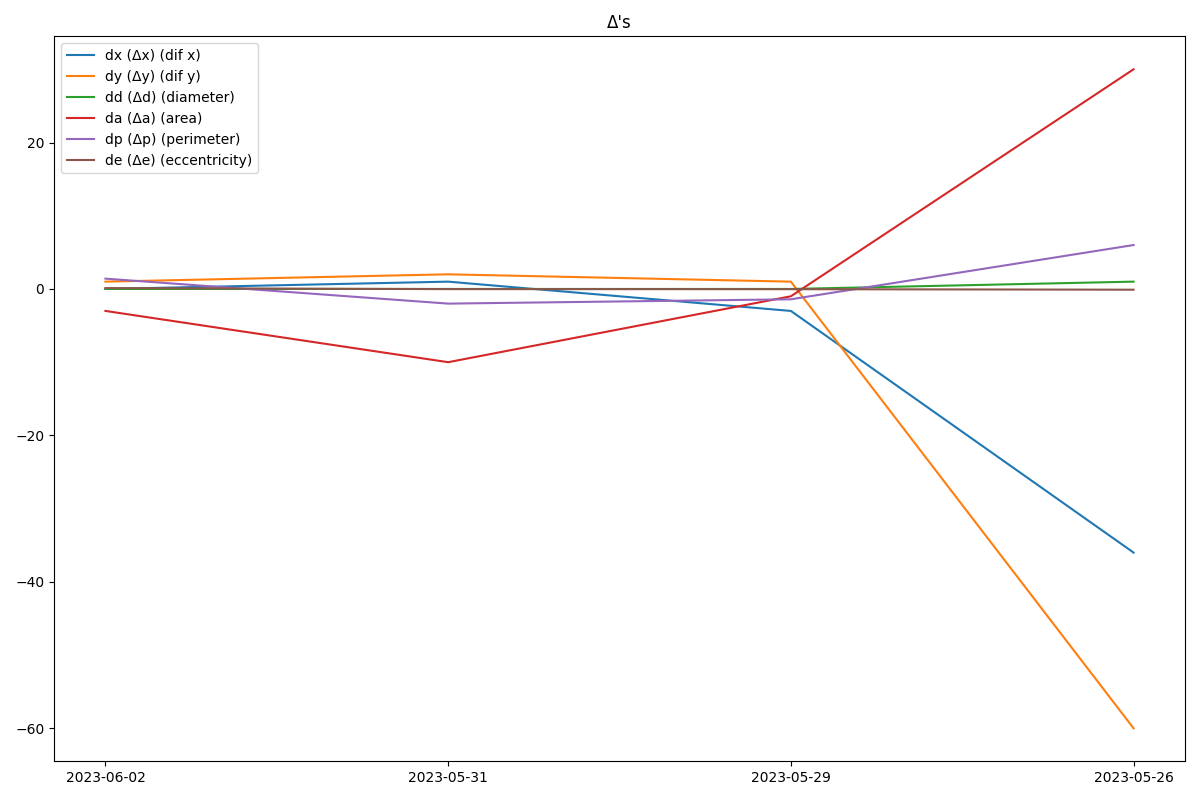 Δ's
dx (Δx) (dif x)
dy (Δy) (dif y)
dd (Δd) (diameter)
da (Δa) (area)
dp (Δp) (perimeter)
de (Δe) (eccentricity)
20
0
−20
−40
−60
2023-06-02 2023-05-31 2023-05-29 2023-05-26